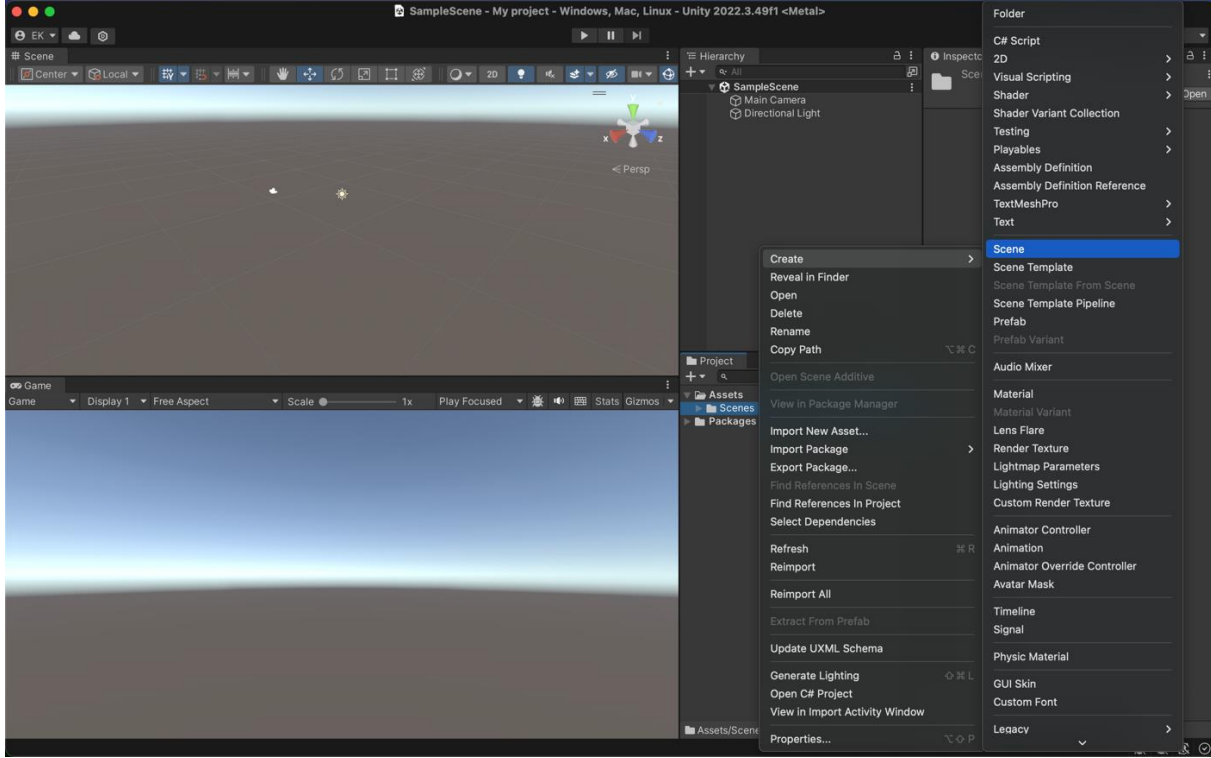 SampleScene - My project - Windows, Mac, Linux - Unity 2022.3.49f1 <Metal>
EK
Scene
Center
Local
2D
x
z
Persp
Game
Game
Display 1
Free Aspect
Scale
1x
Play Focused
Stats
Gizmos
Hierarchy
All
SampleScene
Main Camera
Directional Light
Project
Assets
Scenes
Packages
Assets/Scene
Inspecto
Open
Create
Reveal in Finder
Open
Delete
Rename
Copy Path ⌥⌘C
Open Scene Additive
View in Package Manager
Import New Asset...
Import Package
Export Package...
Find References In Scene
Find References In Project
Select Dependencies
Refresh ⌘R
Reimport
Reimport All
Extract From Prefab
Update UXML Schema
Generate Lighting ⇧⌘L
Open C# Project
View in Import Activity Window
Properties... ⌥⇧P
Folder
C# Script
2D
Visual Scripting
Shader
Shader Variant Collection
Testing
Playables
Assembly Definition
Assembly Definition Reference
TextMeshPro
Text
Scene
Scene Template
Scene Template From Scene
Scene Template Pipeline
Prefab
Prefab Variant
Audio Mixer
Material
Material Variant
Lens Flare
Render Texture
Lightmap Parameters
Lighting Settings
Custom Render Texture
Animator Controller
Animation
Animator Override Controller
Avatar Mask
Timeline
Signal
Physic Material
GUI Skin
Custom Font
Legacy